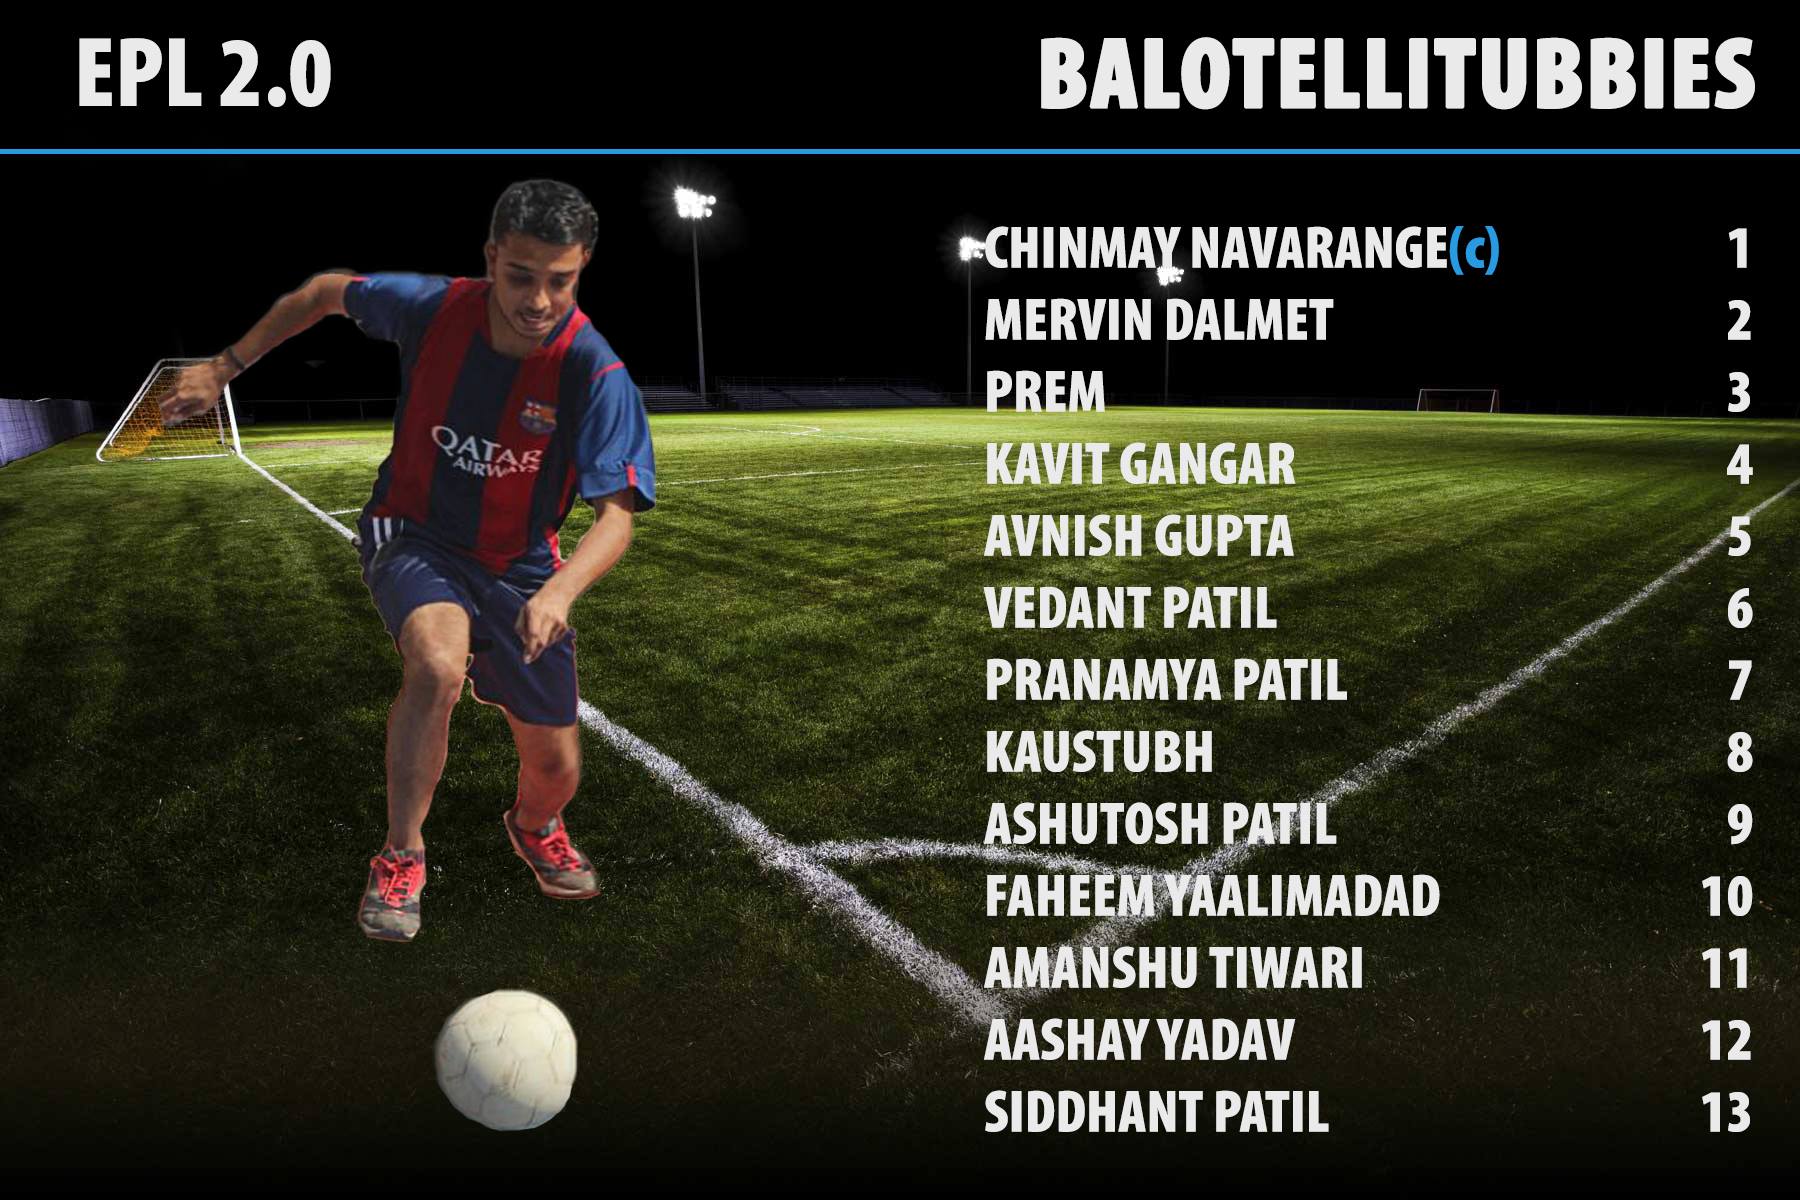 EPL 2.0
BALOTELLITUBBIES
CHINMAY NAVARANGE(c) 1
MERVIN DALMET 2
PREM 3
KAVIT GANGAR 4
AVNISH GUPTA 5
VEDANT PATIL 6
PRANAMYA PATIL 7
KAUSTUBH 8
ASHUTOSH PATIL 9
FAHEEM YAALIMADAD 10
AMANSHU TIWARI 11
AASHAY YADAV 12
SIDDHANT PATIL 13
QATAR
AIRWAYS